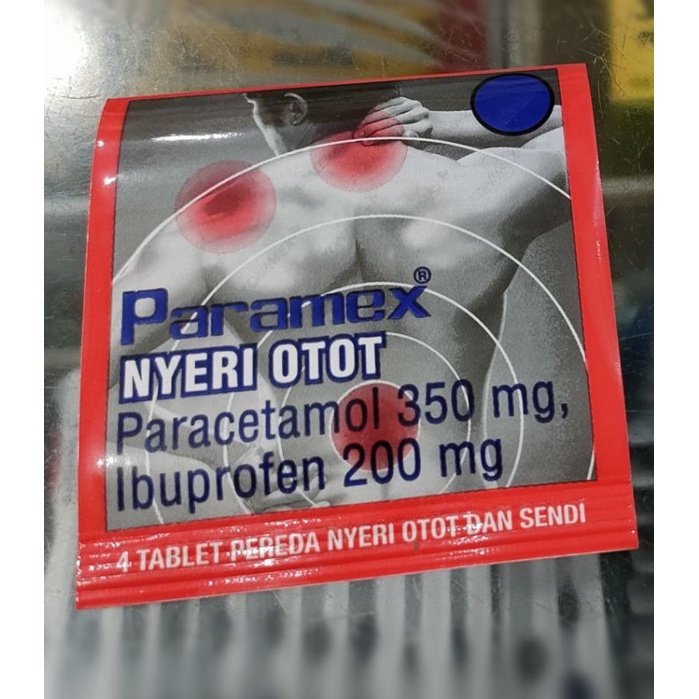 Paramex®
NYERI OTOT
Paracetamol 350 mg,
Ibuprofen 200 mg
4 TABLET PEREDA NYERI OTOT DAN SENDI